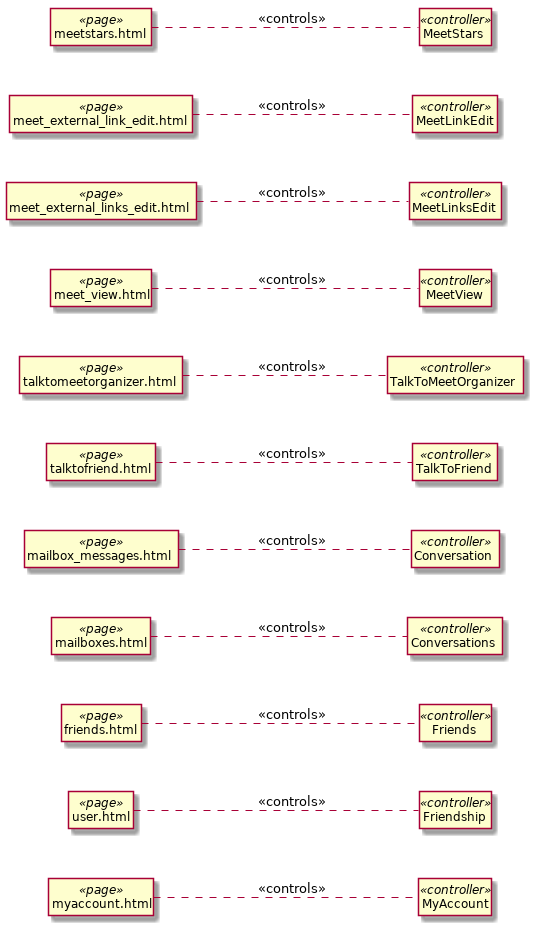 «page» «controls» «controller»
meetstars.html MeetStars
«page» «controls» «controller»
meet_external_link_edit.html MeetLinkEdit
«page» «controls» «controller»
meet_external_links_edit.html MeetLinksEdit
«page» «controls» «controller»
meet_view.html MeetView
«page» «controls» «controller»
talktomeetorganizer.html TalkToMeetOrganizer
«page» «controls» «controller»
talktofriend.html TalkToFriend
«page» «controls» «controller»
mailbox_messages.html Conversation
«page» «controls» «controller»
mailboxes.html Conversations
«page» «controls» «controller»
friends.html Friends
«page» «controls» «controller»
user.html Friendship
«page» «controls» «controller»
myaccount.html MyAccount